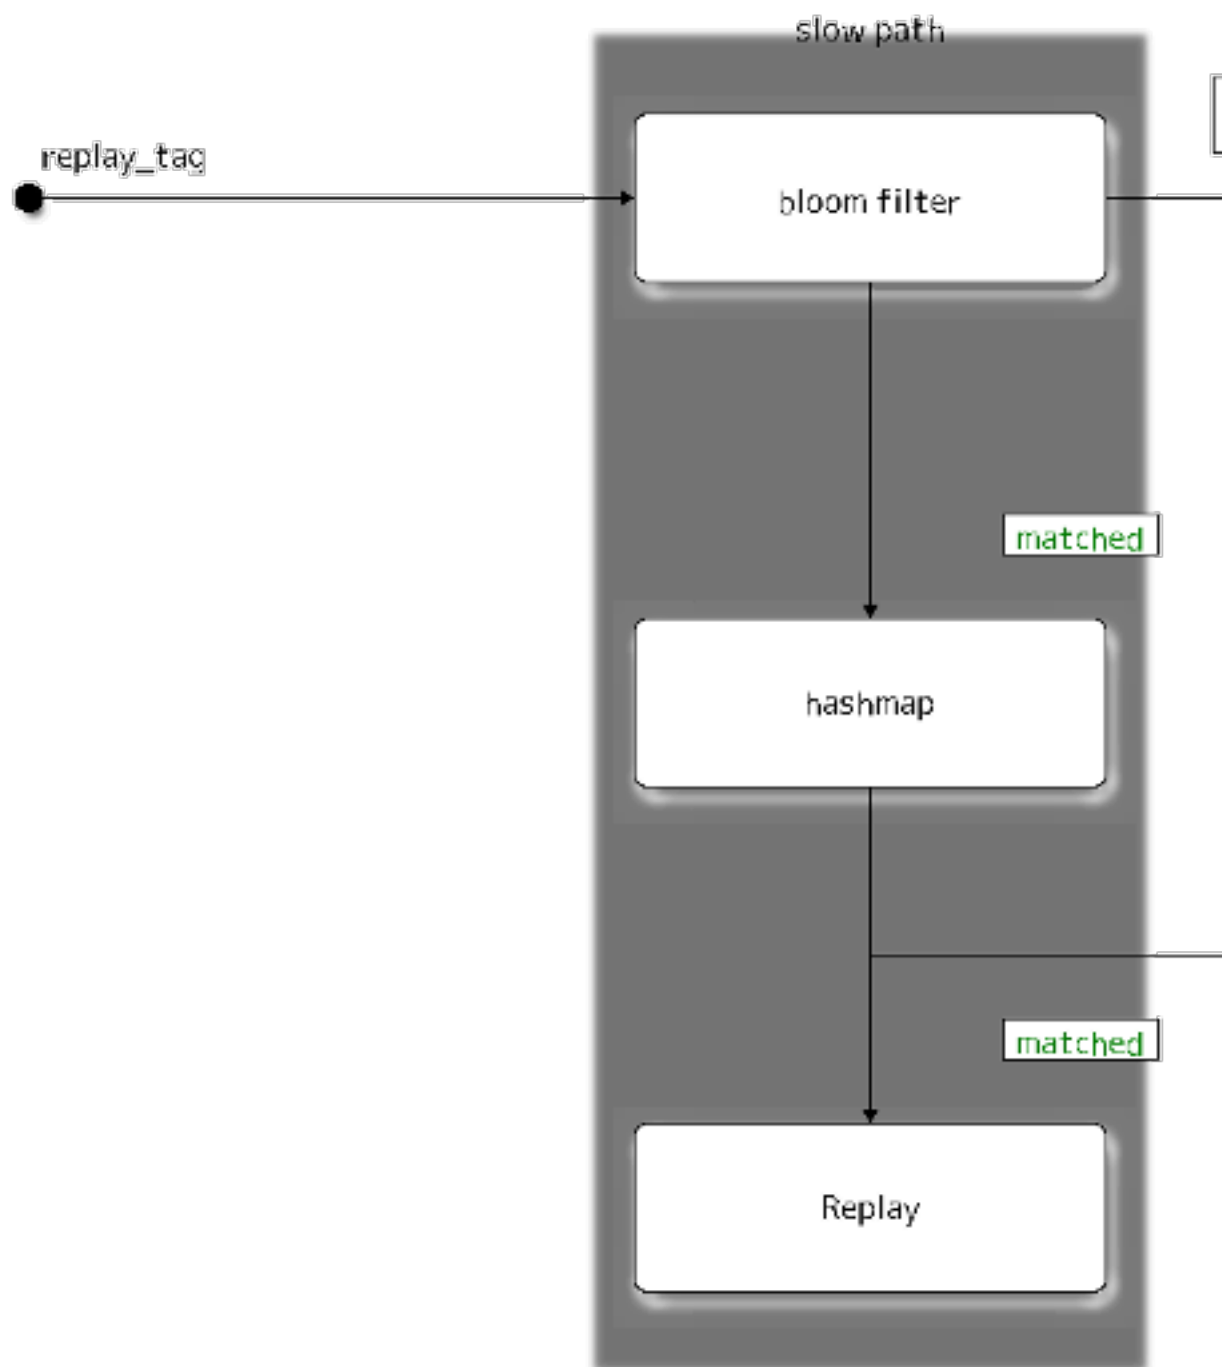 slow path
replay_tag
bloom filter
matched
hashmap
matched
Replay